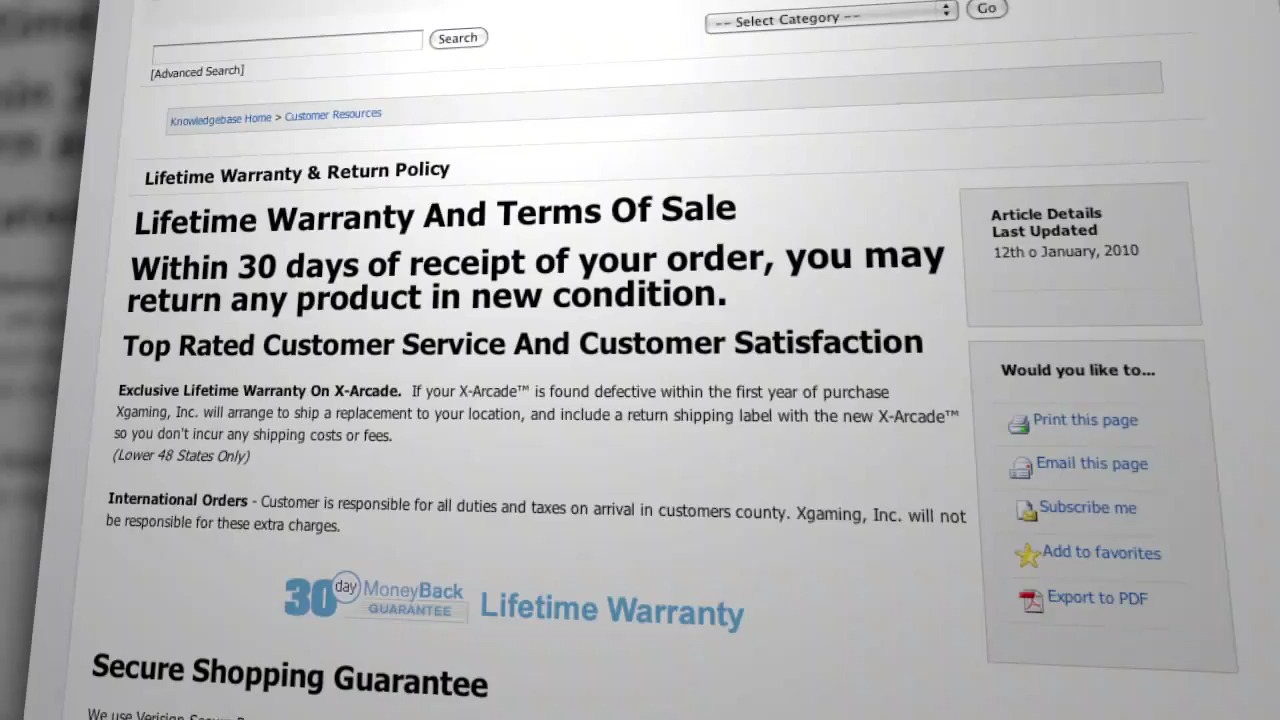 -- Select Category --
Go
Search
[Advanced Search]
Knowledgebase Home > Customer Resources
Lifetime Warranty & Return Policy
Lifetime Warranty And Terms Of Sale
Within 30 days of receipt of your order, you may
return any product in new condition.
Top Rated Customer Service And Customer Satisfaction
Exclusive Lifetime Warranty On X-Arcade. If your X-Arcade™ is found defective within the first year of purchase
Xgaming, Inc. will arrange to ship a replacement to your location, and include a return shipping label with the new X-Arcade™
so you don't incur any shipping costs or fees.
(Lower 48 States Only)
International Orders - Customer is responsible for all duties and taxes on arrival in customers county. Xgaming, Inc. will not
be responsible for these extra charges.
30 day MoneyBack
GUARANTEE
Lifetime Warranty
Secure Shopping Guarantee
We use Verisign
Article Details
Last Updated
12th o January, 2010
Would you like to...
Print this page
Email this page
Subscribe me
Add to favorites
Export to PDF